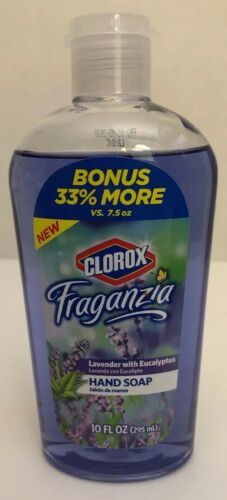 BONUS
33% MORE
VS. 7.5 oz
NEW
CLOROX
Fraganzia
Lavender with Eucalyptus
Lavanda con Eucalipto
HAND SOAP
Jabón de manos
10 FL OZ (295 mL)